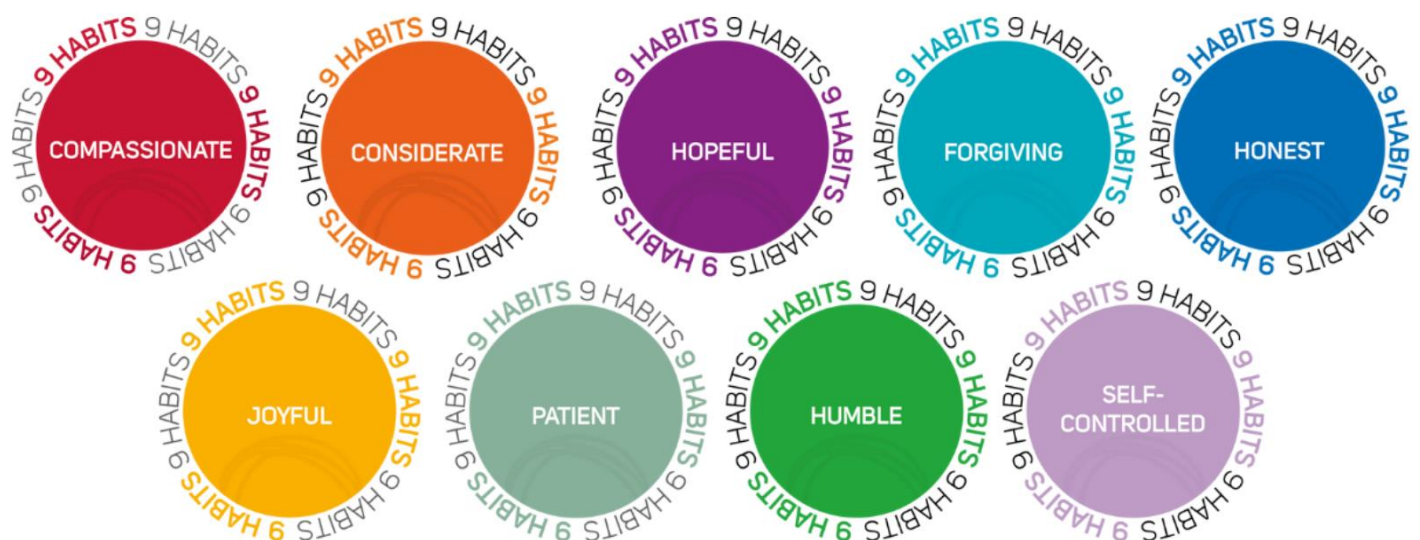 9 HABITS 9 HABITS 9 HABITS 9 HABITS 9 HABITS 9 HABITS
COMPASSIONATE
9 HABITS 9 HABITS 9 HABITS 9 HABITS 9 HABITS 9 HABITS
CONSIDERATE
9 HABITS 9 HABITS 9 HABITS 9 HABITS 9 HABITS 9 HABITS
HOPEFUL
9 HABITS 9 HABITS 9 HABITS 9 HABITS 9 HABITS 9 HABITS
FORGIVING
9 HABITS 9 HABITS 9 HABITS 9 HABITS 9 HABITS 9 HABITS
HONEST
9 HABITS 9 HABITS 9 HABITS 9 HABITS 9 HABITS 9 HABITS
JOYFUL
9 HABITS 9 HABITS 9 HABITS 9 HABITS 9 HABITS 9 HABITS
PATIENT
9 HABITS 9 HABITS 9 HABITS 9 HABITS 9 HABITS 9 HABITS
HUMBLE
9 HABITS 9 HABITS 9 HABITS 9 HABITS 9 HABITS 9 HABITS
SELF-
CONTROLLED